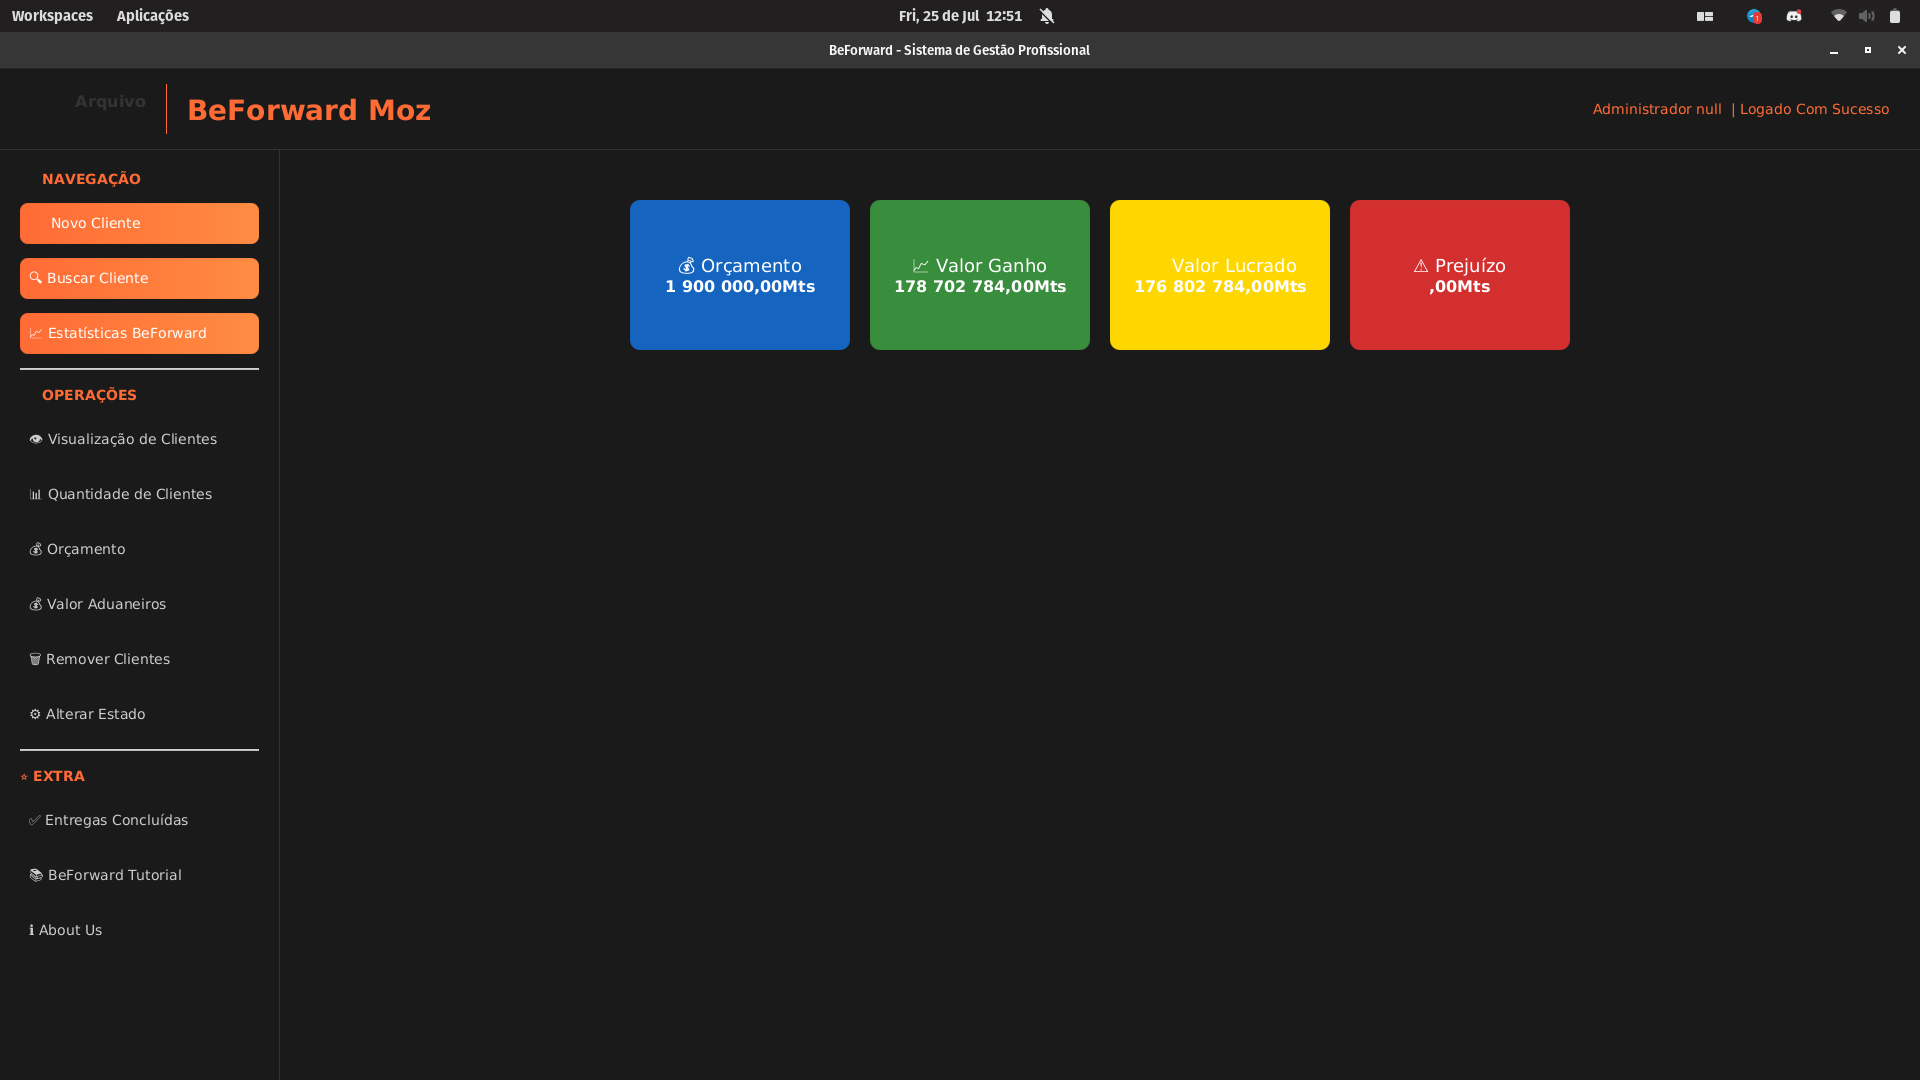 Workspaces Aplicações Fri, 25 de Jul 12:51
BeForward - Sistema de Gestão Profissional
Arquivo BeForward Moz Administrador null | Logado Com Sucesso
NAVEGAÇÃO
Novo Cliente
Buscar Cliente
Estatísticas BeForward
OPERAÇÕES
Visualização de Clientes
Quantidade de Clientes
Orçamento
Valor Aduaneiros
Remover Clientes
Alterar Estado
EXTRA
Entregas Concluídas
BeForward Tutorial
About Us
Orçamento
1 900 000,00Mts
Valor Ganho
178 702 784,00Mts
Valor Lucrado
176 802 784,00Mts
Prejuízo
,00Mts